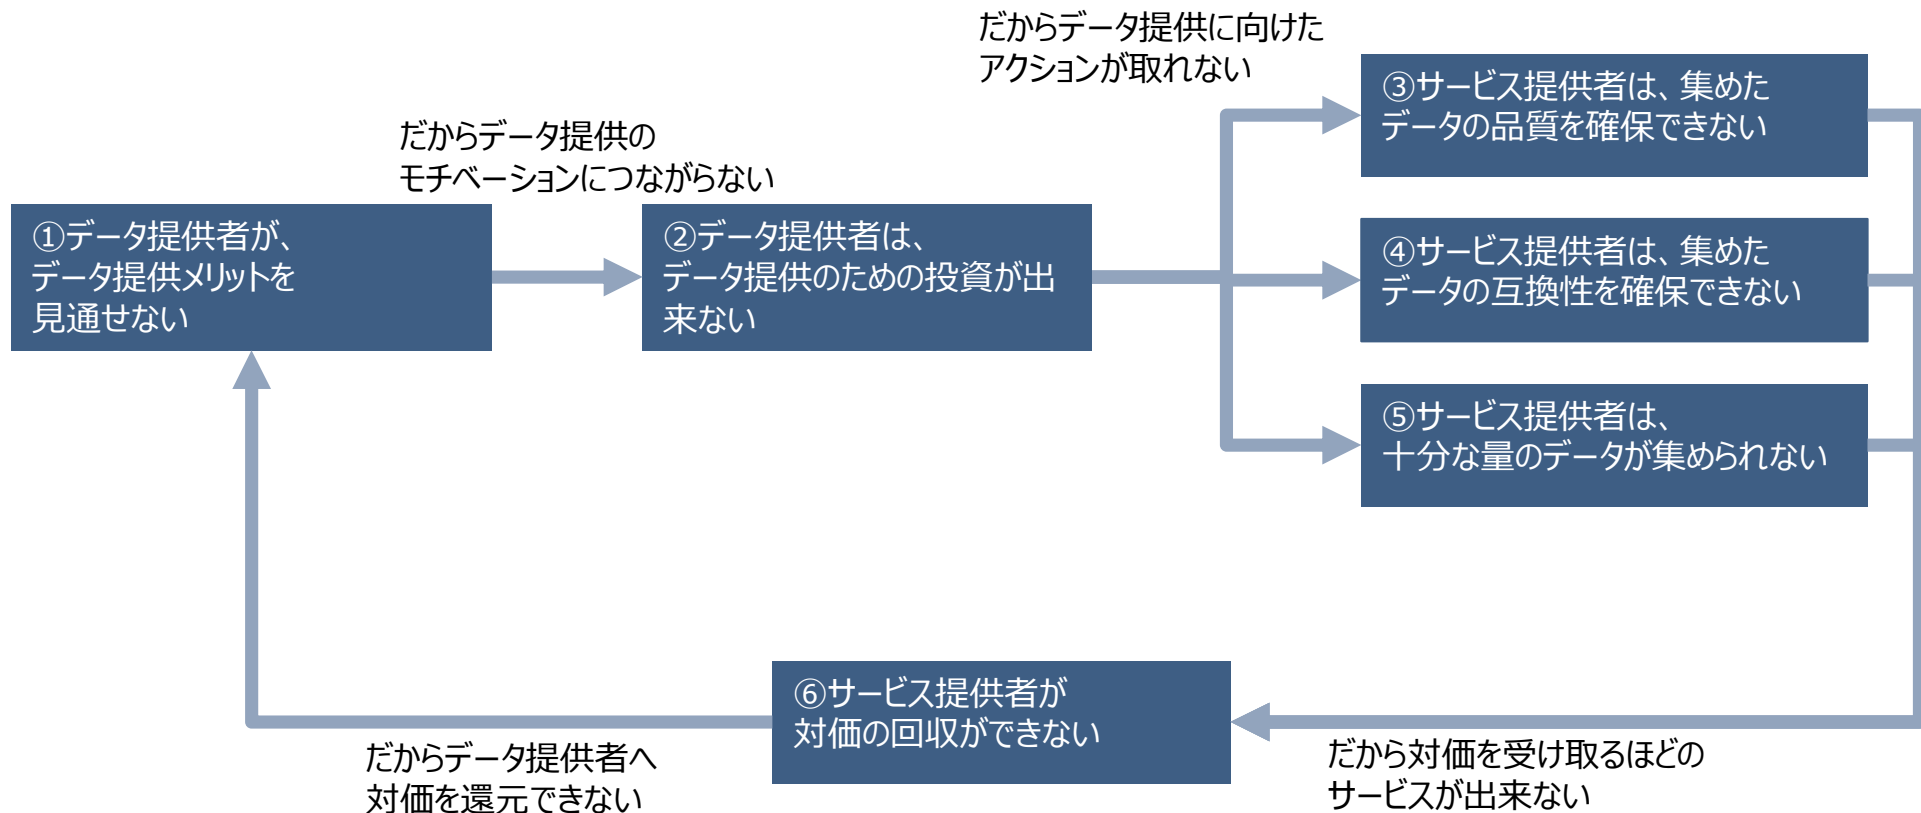 だからデータ提供に向けた
アクションが取れない
③サービス提供者は、集めた
データの品質を確保できない
だからデータ提供の
モチベーションにつながらない
①データ提供者が、
データ提供メリットを
見通せない
②データ提供者は、
データ提供のための投資が出
来ない
④サービス提供者は、集めた
データの互換性を確保できない
⑤サービス提供者は、
十分な量のデータが集められない
⑥サービス提供者が
対価の回収ができない
だからデータ提供者へ
対価を還元できない
だから対価を受け取るほどの
サービスが出来ない